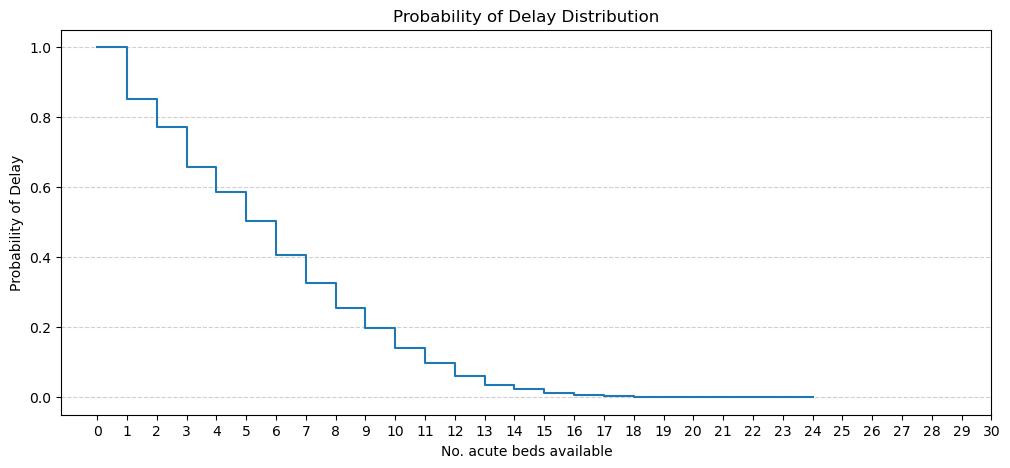 Probability of Delay Distribution
Probability of Delay
1.0
0.8
0.6
0.4
0.2
0.0
0 1 2 3 4 5 6 7 8 9 10 11 12 13 14 15 16 17 18 19 20 21 22 23 24 25 26 27 28 29 30
No. acute beds available